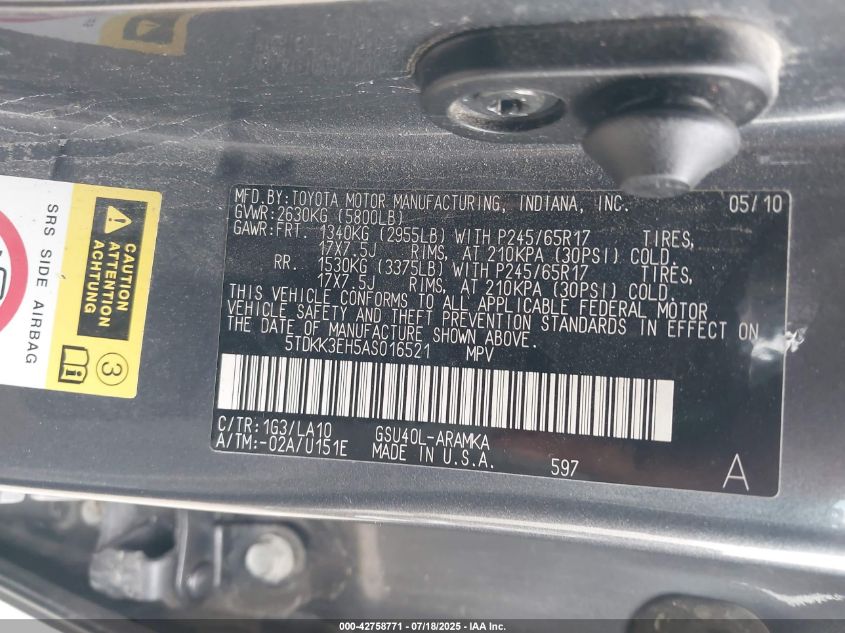 MFD.BY:TOYOTA MOTOR MANUFACTURING, INDIANA, INC. 05/10
GVWR:2630KG (5800LB)
GAWR:FRT. 1340KG (2955LB) WITH P245/65R17 TIRES,
17X7.5J RIMS, AT 210KPA (30PSI) COLD.
RR. 1530KG (3375LB) WITH P245/65R17 TIRES,
17X7.5J RIMS, AT 210KPA (30PSI) COLD.
THIS VEHICLE CONFORMS TO ALL APPLICABLE FEDERAL MOTOR
VEHICLE SAFETY AND THEFT PREVENTION STANDARDS IN EFFECT ON
THE DATE OF MANUFACTURE SHOWN ABOVE.
5TDKK3EH5AS016521 MPV
C/TR:1G3/LA10 GSU40L-ARAMKA
A/TM:-02A/U151E MADE IN U.S.A. 597
A
SRS SIDE AIRBAG
CAUTION
ATTENTION
ACHTUNG
3
000-42758771 - 07/18/2025 - IAA Inc.